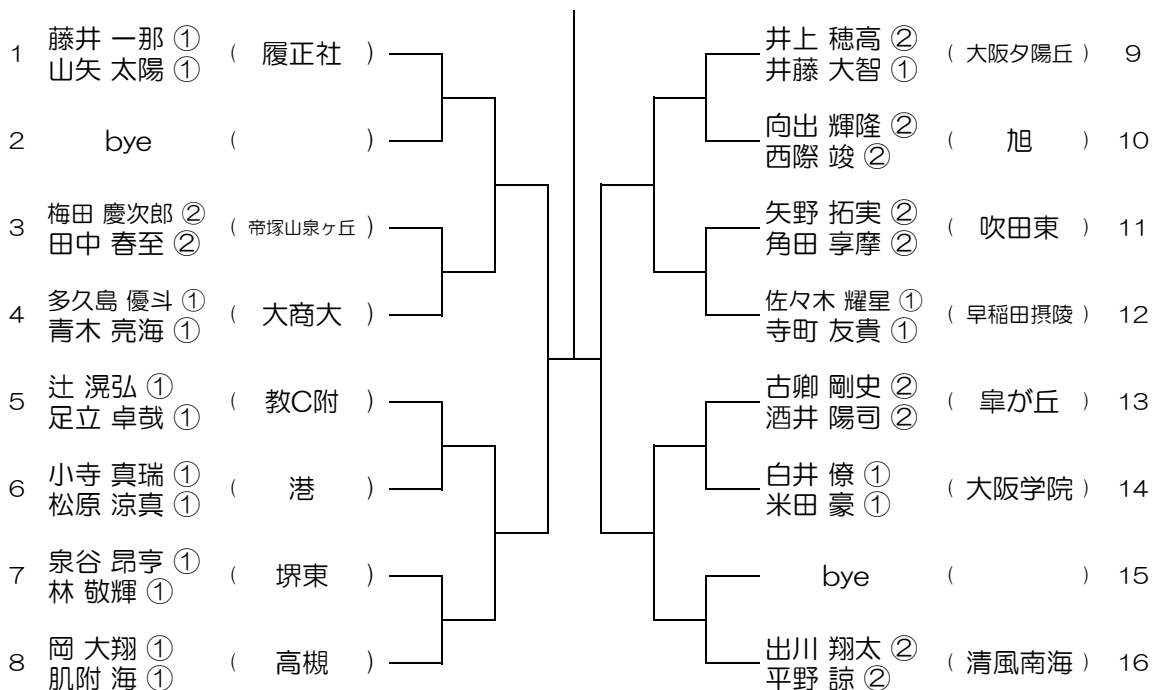 1 藤井 一那 ① ( 履正社 )
山矢 太陽 ①
2 bye ( )
3 梅田 慶次郎 ② ( 帝塚山泉ヶ丘 )
田中 春至 ②
4 多久島 優斗 ① ( 大商大 )
青木 亮海 ①
5 辻 滉弘 ① ( 教C附 )
足立 卓哉 ①
6 小寺 真瑞 ① ( 港 )
松原 涼真 ①
7 泉谷 昂亨 ① ( 堺東 )
林 敬輝 ①
8 岡 大翔 ① ( 高槻 )
肌附 海 ①
井上 穂高 ② ( 大阪夕陽丘 ) 9
井藤 大智 ①
向出 輝隆 ② ( 旭 ) 10
西際 竣 ②
矢野 拓実 ② ( 吹田東 ) 11
角田 享摩 ②
佐々木 耀星 ① ( 早稲田摂陵 ) 12
寺町 友貴 ①
古卿 剛史 ② ( 皐が丘 ) 13
酒井 陽司 ②
白井 僚 ① ( 大阪学院 ) 14
米田 豪 ①
bye ( ) 15
出川 翔太 ② ( 清風南海 ) 16
平野 諒 ②